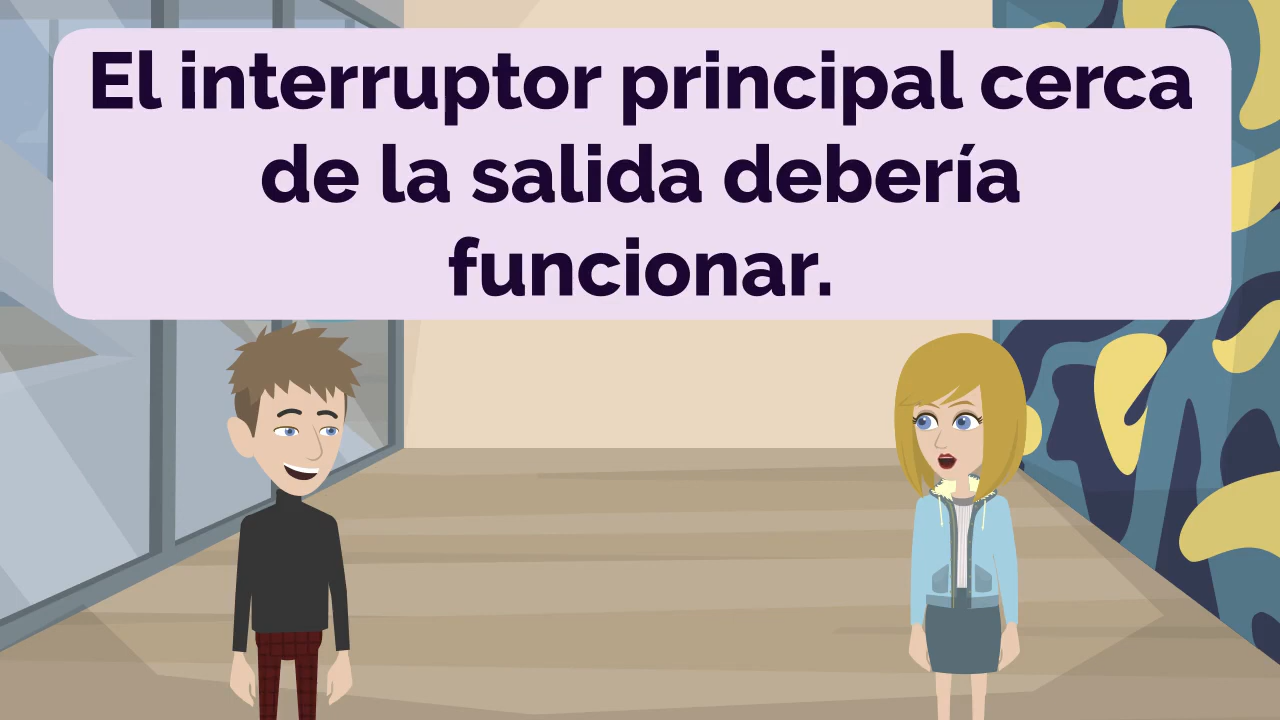 El interruptor principal cerca
de la salida debería
funcionar.